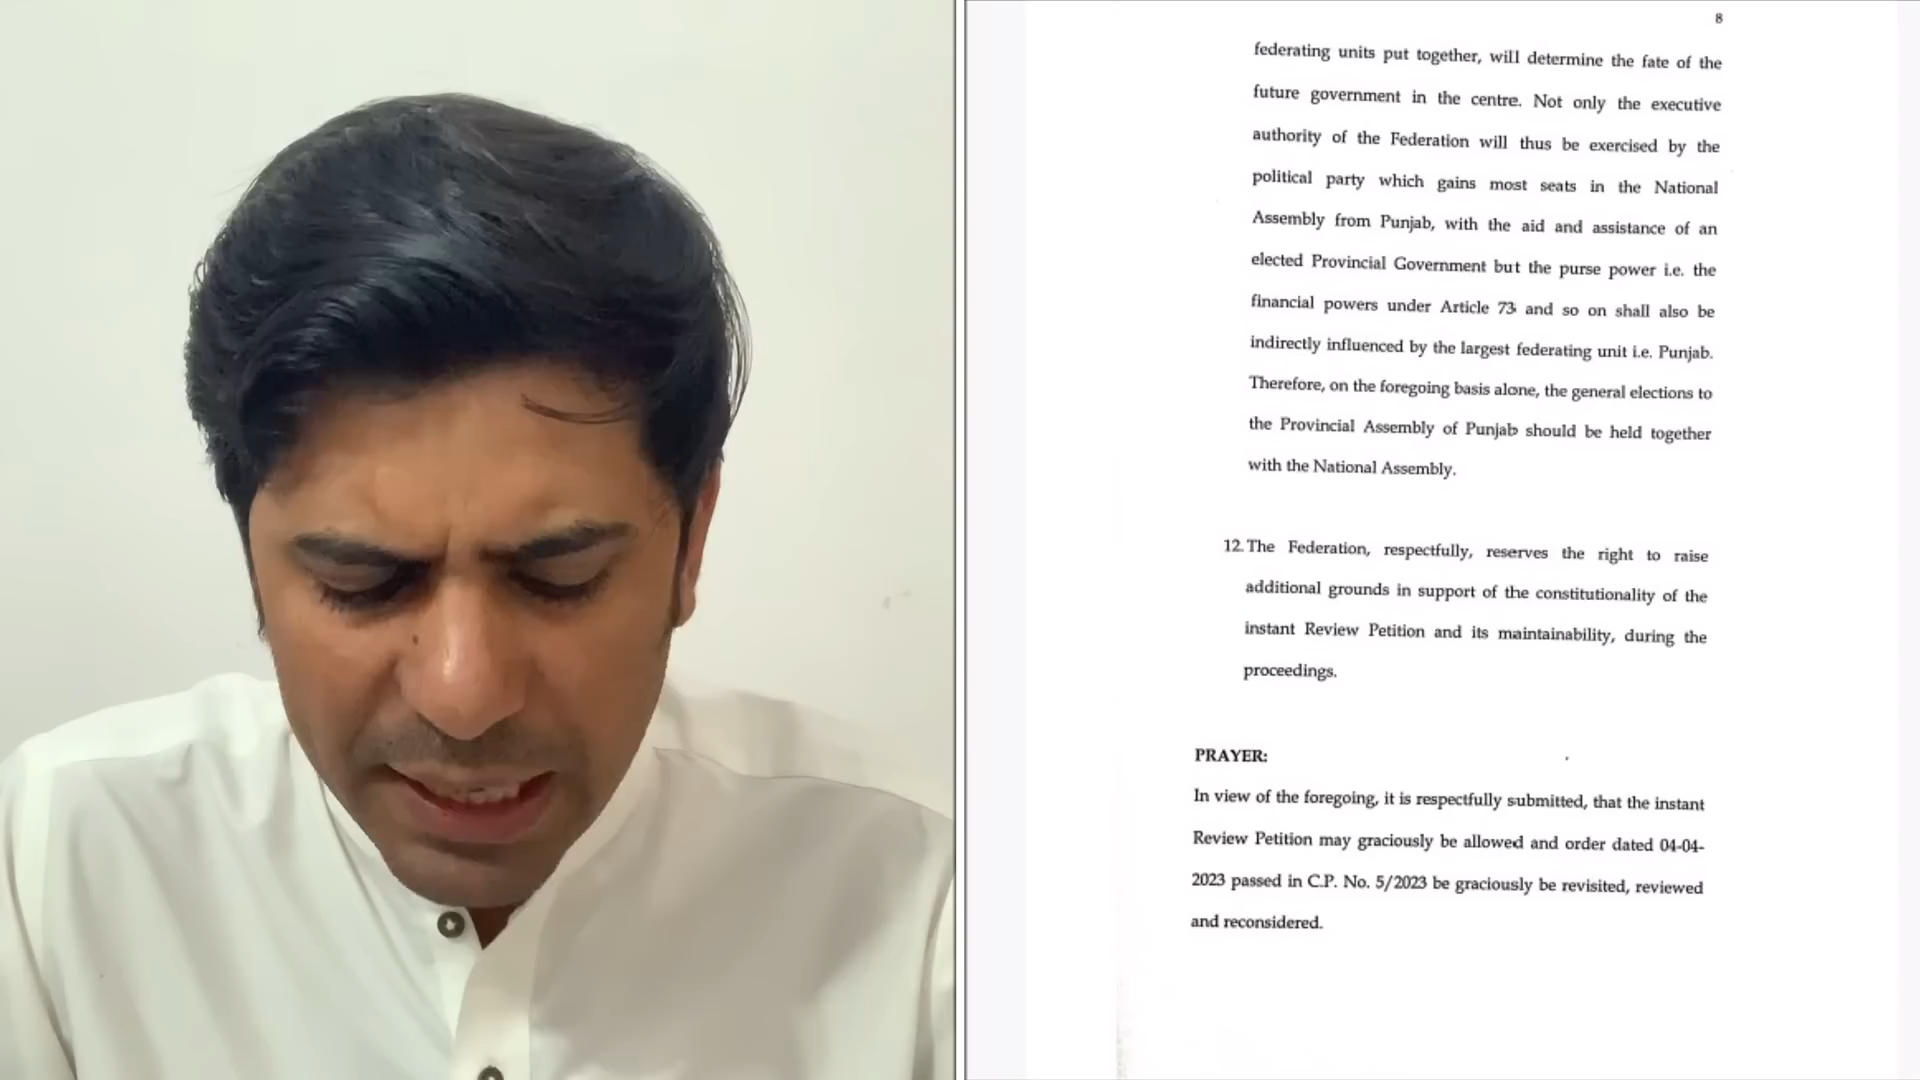 8
federating units put together, will determine the fate of the
future government in the centre. Not only the executive
authority of the Federation will thus be exercised by the
political party which gains most seats in the National
Assembly from Punjab, with the aid and assistance of an
elected Provincial Government but the purse power i.e. the
financial powers under Article 73 and so on shall also be
indirectly influenced by the largest federating unit i.e. Punjab.
Therefore, on the foregoing basis alone, the general elections to
the Provincial Assembly of Punjab should be held together
with the National Assembly.
12. The Federation, respectfully, reserves the right to raise
additional grounds in support of the constitutionality of the
instant Review Petition and its maintainability, during the
proceedings.
PRAYER:
In view of the foregoing, it is respectfully submitted, that the instant
Review Petition may graciously be allowed and order dated 04-04-
2023 passed in C.P. No. 5/2023 be graciously be revisited, reviewed
and reconsidered.